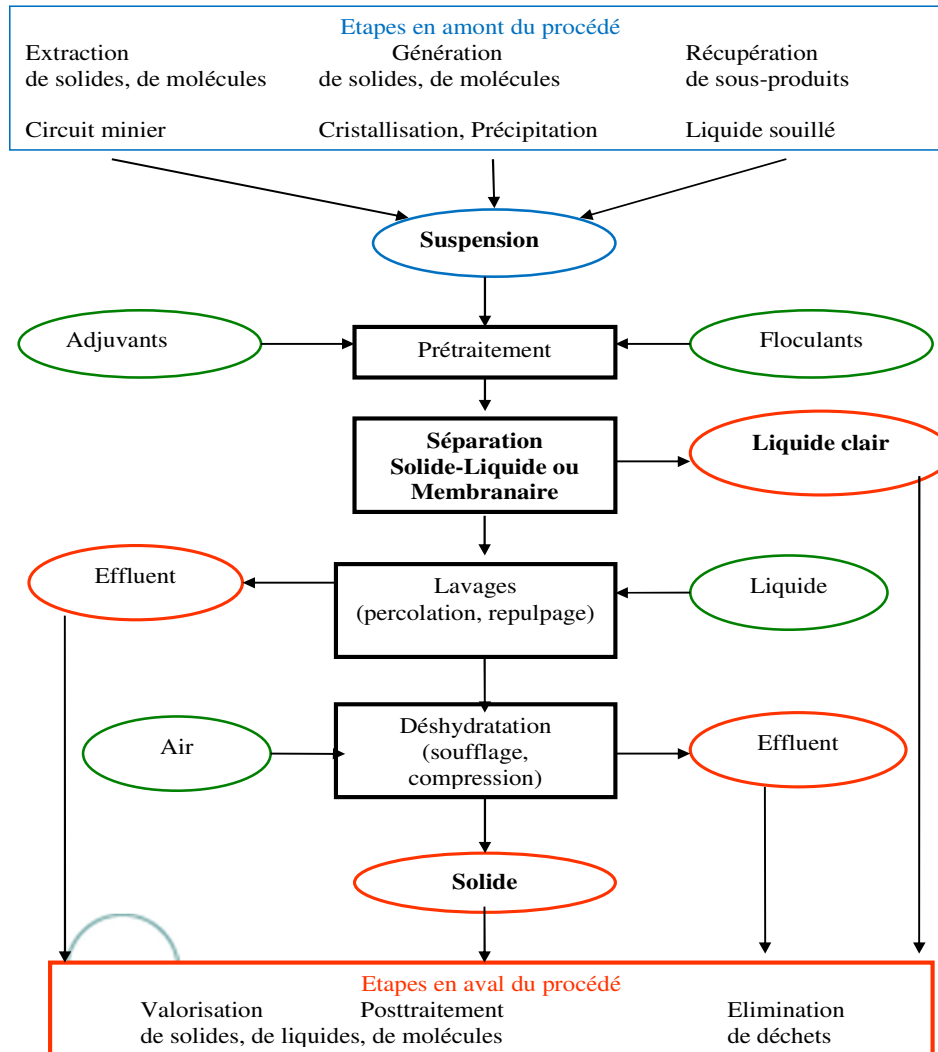 Etapes en amont du procédé
Extraction
de solides, de molécules
Génération
de solides, de molécules
Récupération
de sous-produits
Circuit minier
Cristallisation, Précipitation
Liquide souillé
Suspension
Adjuvants
Prétraitement
Floculants
Séparation
Solide-Liquide ou
Membranaire
Liquide clair
Effluent
Lavages
(percolation, repulpage)
Liquide
Air
Déshydratation
(soufflage,
compression)
Effluent
Solide
Etapes en aval du procédé
Valorisation
Posttraitement
de solides, de liquides, de molécules
Elimination
de déchets